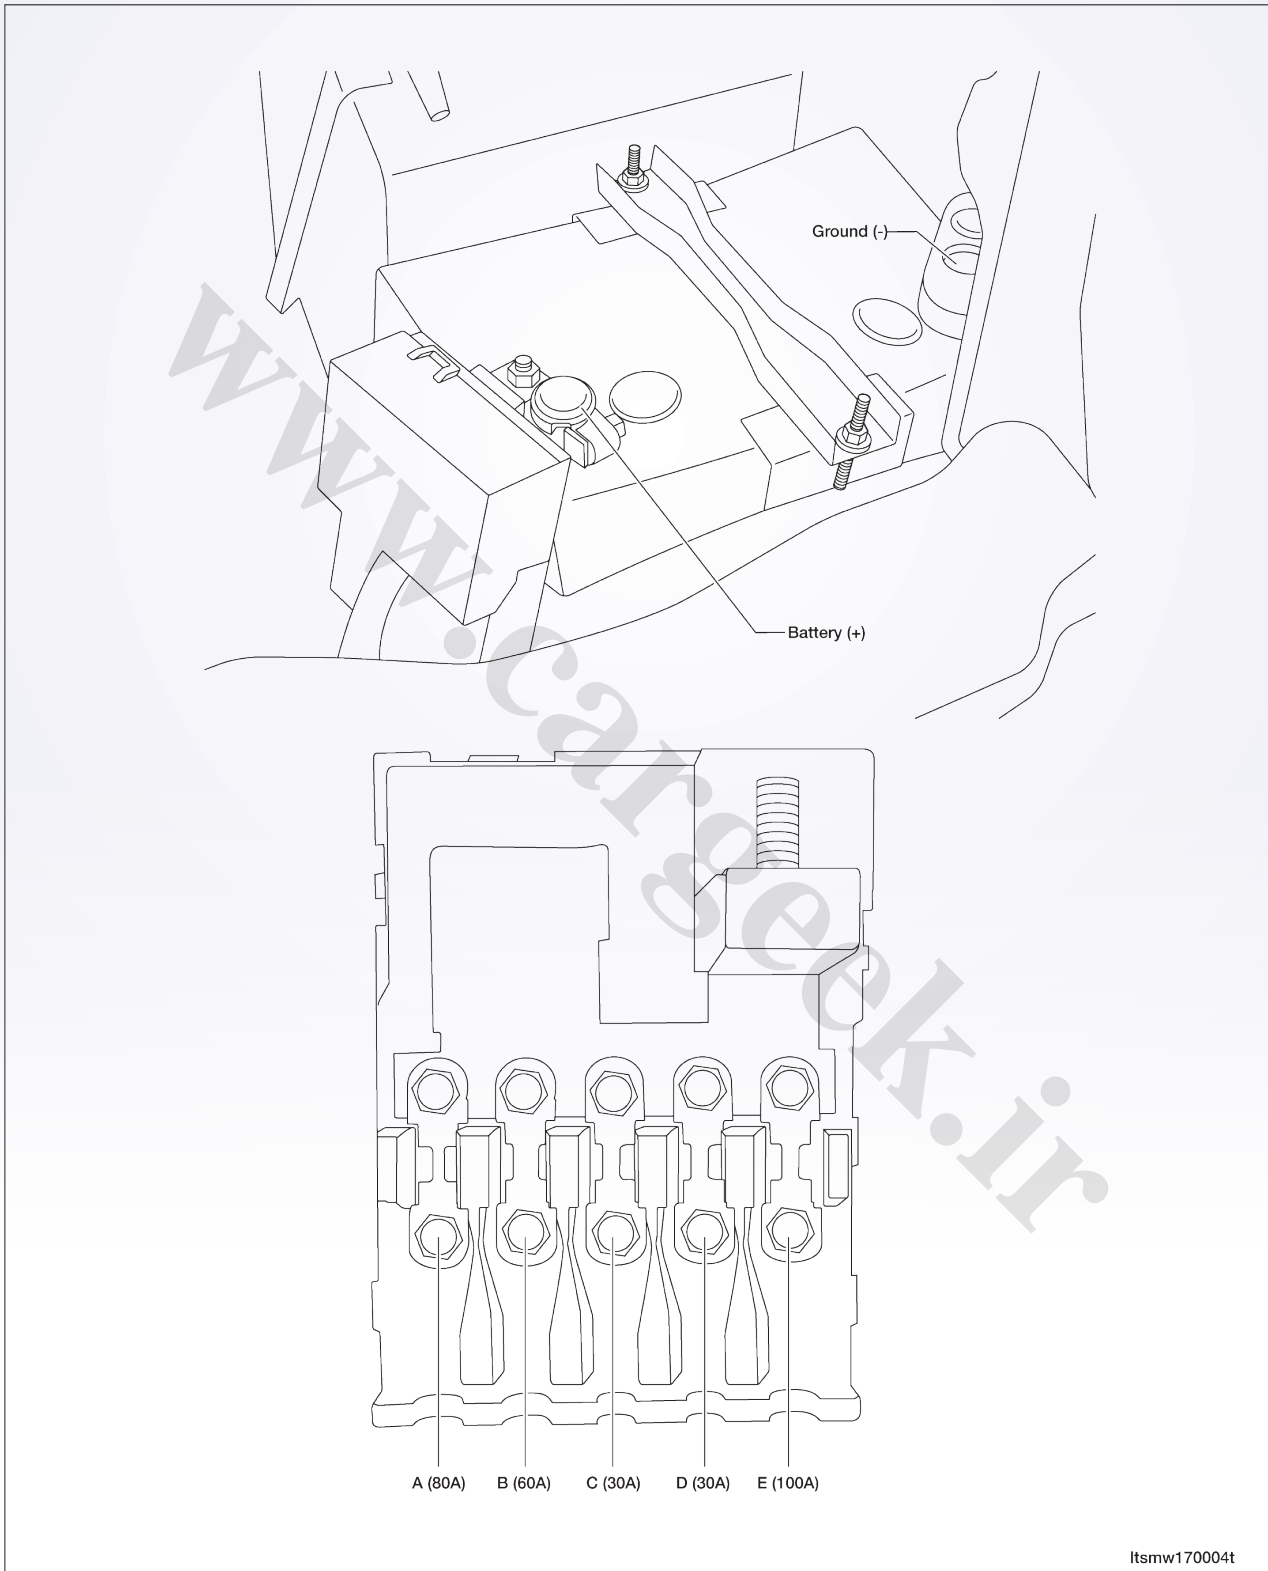 Ground (-)
Battery (+)
www.cargeek.ir
A (80A) B (60A) C (30A) D (30A) E (100A)
ltsmw170004t